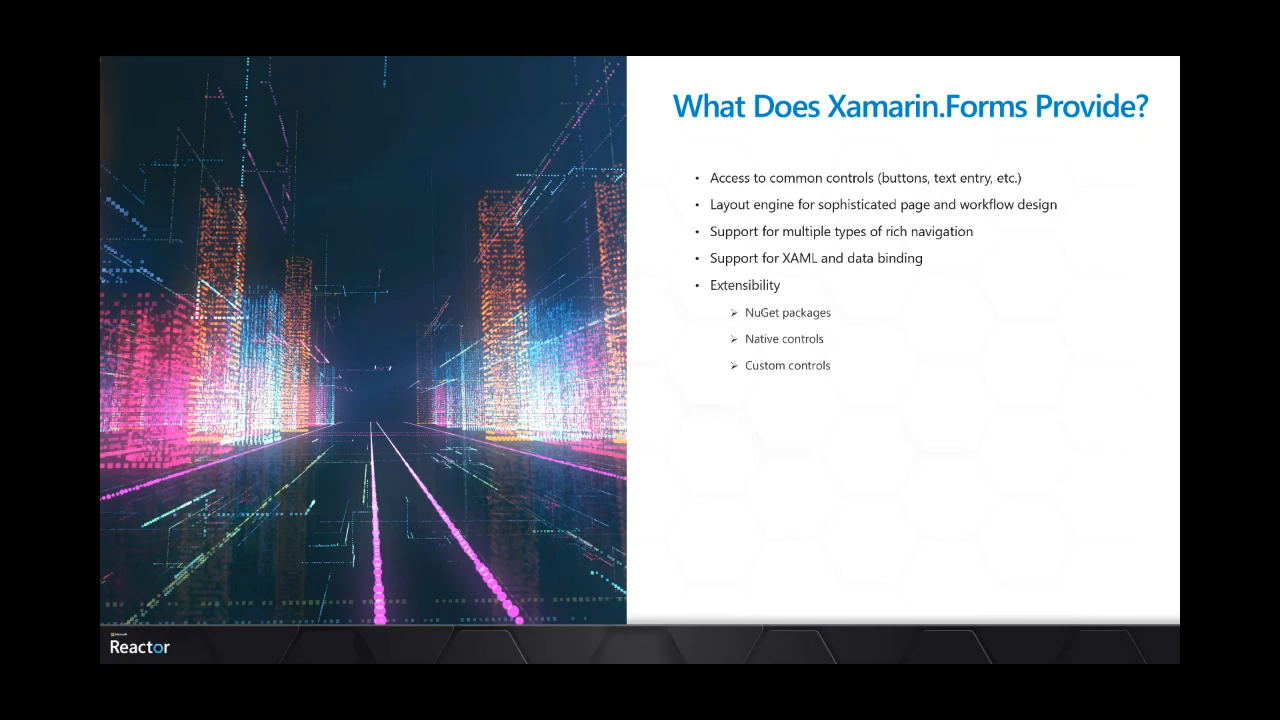 What Does Xamarin.Forms Provide?
• Access to common controls (buttons, text entry, etc.)
• Layout engine for sophisticated page and workflow design
• Support for multiple types of rich navigation
• Support for XAML and data binding
• Extensibility
➢ NuGet packages
➢ Native controls
➢ Custom controls
Microsoft
Reactor